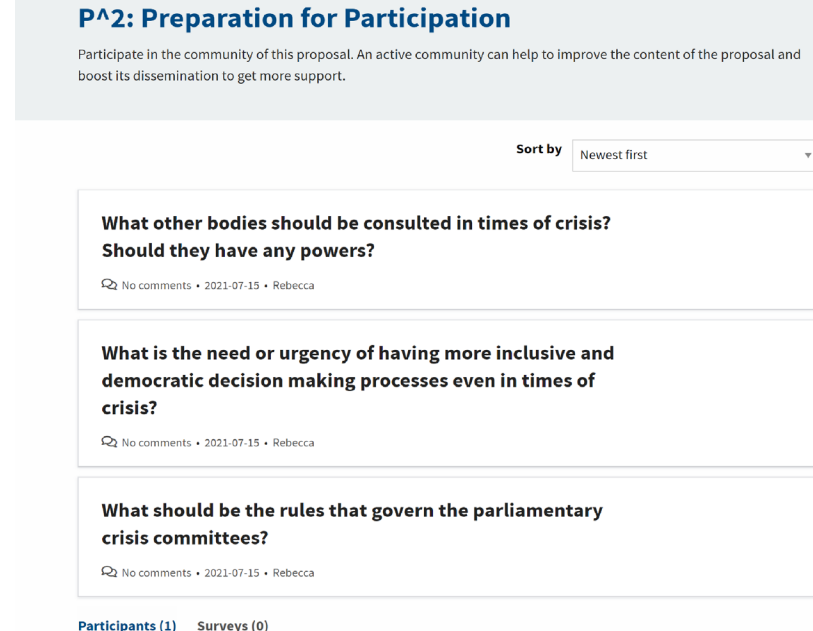 P^2: Preparation for Participation
Participate in the community of this proposal. An active community can help to improve the content of the proposal and
boost its dissemination to get more support.
Sort by
Newest first
What other bodies should be consulted in times of crisis?
Should they have any powers?
No comments • 2021-07-15 • Rebecca
What is the need or urgency of having more inclusive and
democratic decision making processes even in times of
crisis?
No comments • 2021-07-15 • Rebecca
What should be the rules that govern the parliamentary
crisis committees?
No comments • 2021-07-15 • Rebecca
Participants (1) Surveys (0)